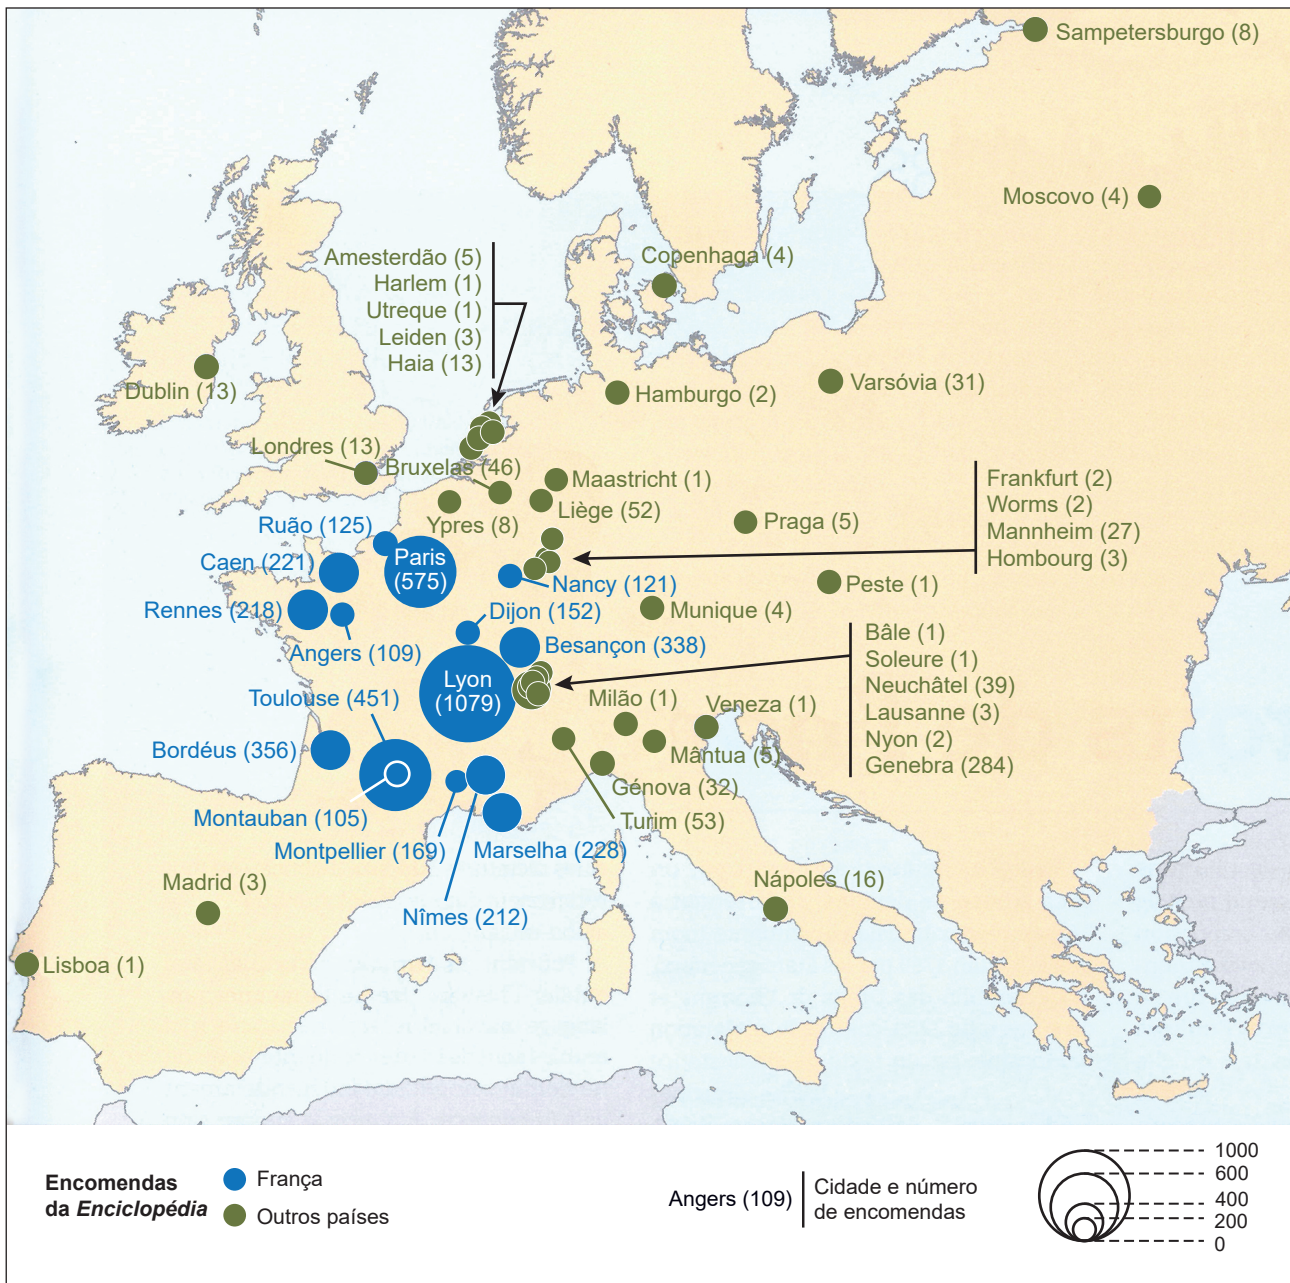 Sampetersburgo (8)
Moscovo (4)
Amesterdão (5)
Harlem (1)
Utreque (1)
Leiden (3)
Haia (13)
Copenhaga (4)
Dublin (13)
Hamburgo (2)
Varsóvia (31)
Londres (13)
Bruxelas (46)
Maastricht (1)
Liège (52)
Ypres (8)
Praga (5)
Frankfurt (2)
Worms (2)
Mannheim (27)
Hombourg (3)
Ruão (125)
Caen (221)
Paris
(575)
Nancy (121)
Peste (1)
Rennes (218)
Angers (109)
Dijon (152)
Munique (4)
Besançon (338)
Bâle (1)
Soleure (1)
Neuchâtel (39)
Lausanne (3)
Nyon (2)
Genebra (284)
Toulouse (451)
Lyon
(1079)
Milão (1)
Veneza (1)
Bordéus (356)
Mântua (5)
Génova (32)
Turim (53)
Montauban (105)
Montpellier (169)
Marselha (228)
Nîmes (212)
Madrid (3)
Nápoles (16)
Lisboa (1)
Encomendas
da Enciclopédia
França
Outros países
Angers (109)
Cidade e número
de encomendas
1000
600
400
200
0